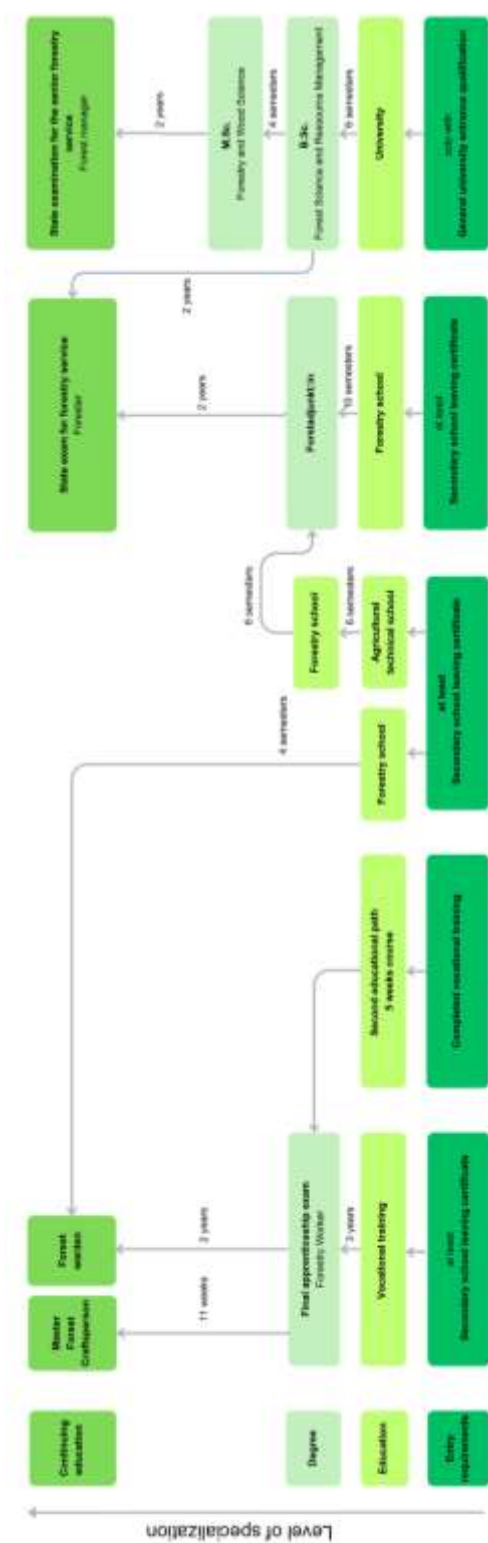 Level of specialization
Continuing
education
Master
Forest
Craftsperson
Forest
warden
State exam for forestry service
Forester
State examination for the senior forestry
service
Forest manager
11 weeks
2 years
4 semesters
6 semesters
2 years
2 years
2 years
M.Sc.
Forestry and Wood Science
4 semesters
Degree
Final apprenticeship exam
Forestry Worker
Forestry school
Forstadjunkt:in
B.Sc.
Forest Science and Resource Management
3 years
6 semesters
10 semesters
6 semesters
Education
Vocational training
Second educational path
5 weeks course
Forestry school
Agricultural
technical school
Forestry school
University
Entry
requirements
at least
Secondary school leaving certificate
Completed vocational training
at least
Secondary school leaving certificate
at least
Secondary school leaving certificate
only with
General university entrance qualification